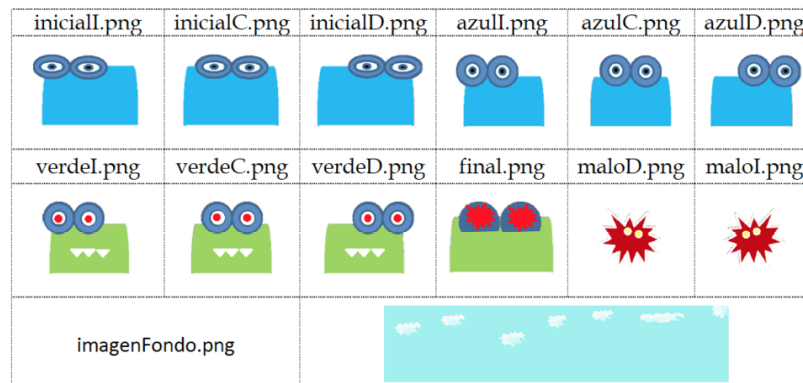 inicialI.png inicialC.png inicialD.png azulI.png azulC.png azulD.png
verdeI.png verdeC.png verdeD.png final.png maloD.png maloI.png
imagenFondo.png